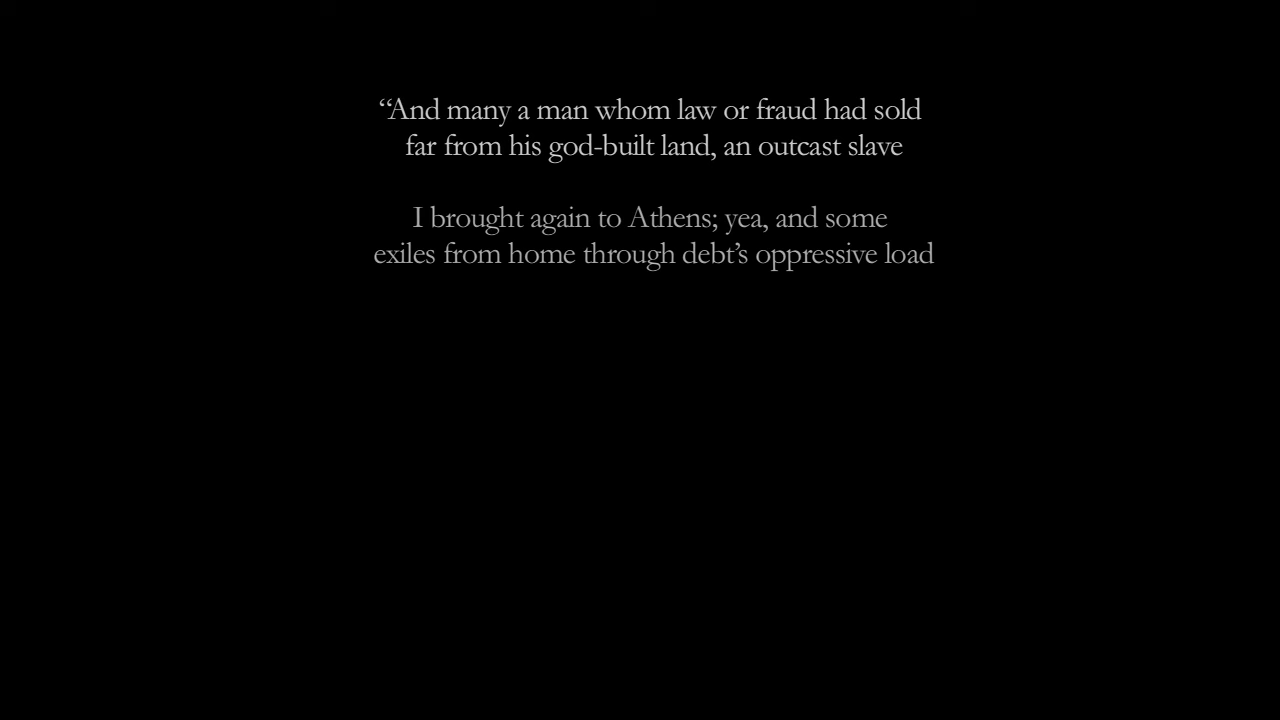 “And many a man whom law or fraud had sold
far from his god-built land, an outcast slave
I brought again to Athens; yea, and some
exiles from home through debt’s oppressive load